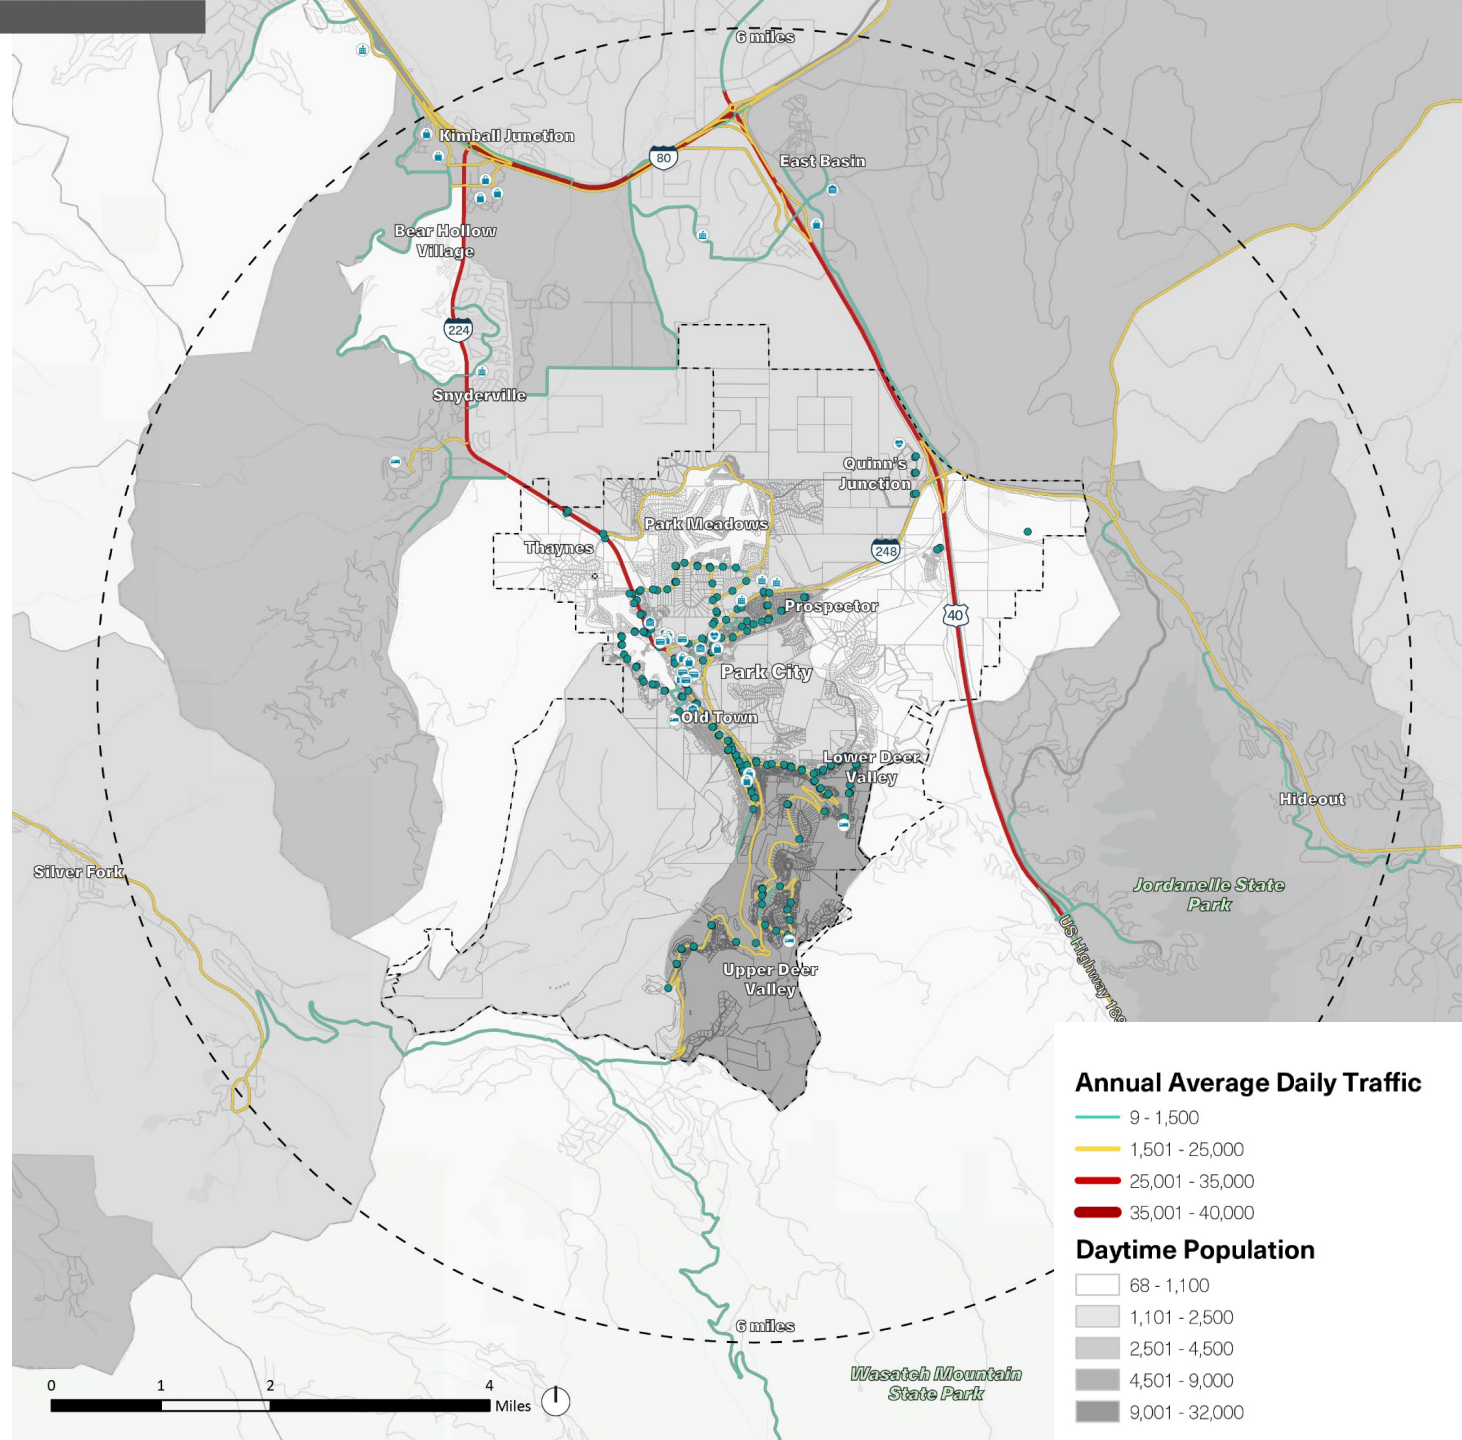 6 miles
Kimball Junction
80
East Basin
Bear Hollow
Village
224
Snyderville
Quinn's
Junction
Park Meadows
Thaynes
248
Prospector
40
Park City
Old Town
Lower Deer
Valley
Hideout
Silver Fork
Jordanelle State
Park
US Highway 189
Upper Deer
Valley
Annual Average Daily Traffic
9 - 1,500
1,501 - 25,000
25,001 - 35,000
35,001 - 40,000
Daytime Population
68 - 1,100
1,101 - 2,500
2,501 - 4,500
4,501 - 9,000
9,001 - 32,000
6 miles
Wasatch Mountain
State Park
0 1 2 4
Miles